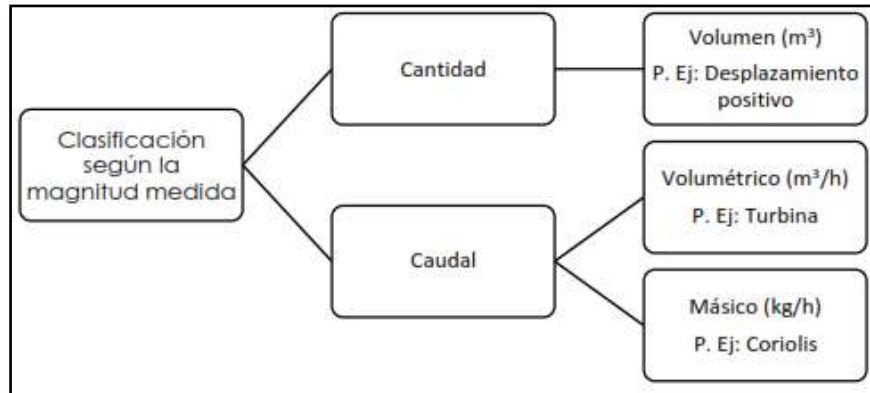 Clasificación
según la
magnitud medida
Cantidad
Volumen (m³)
P. Ej: Desplazamiento
positivo
Caudal
Volumétrico (m³/h)
P. Ej: Turbina
Másico (kg/h)
P. Ej: Coriolis